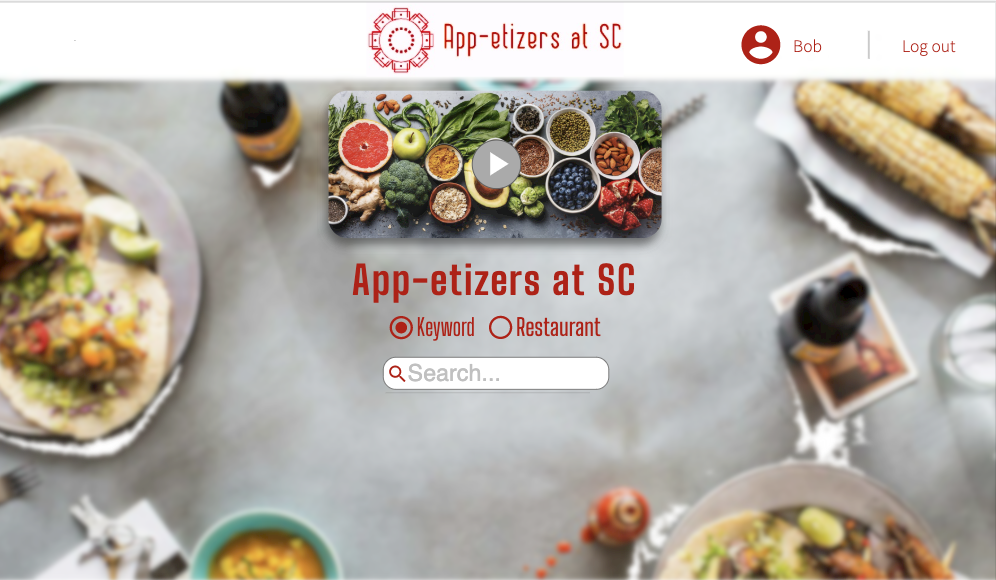 App-etizers at SC
Bob
Log out
App-etizers at SC
Keyword
Restaurant
Search...